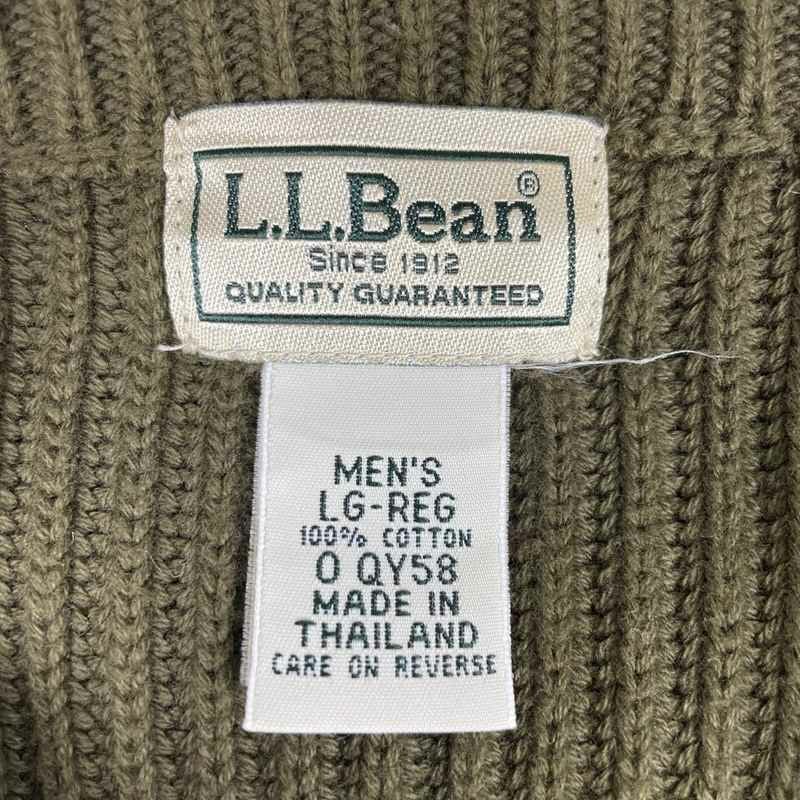 L.L.Bean®
Since 1912
QUALITY GUARANTEED
MEN'S
LG-REG
100% COTTON
0 QY58
MADE IN
THAILAND
CARE ON REVERSE